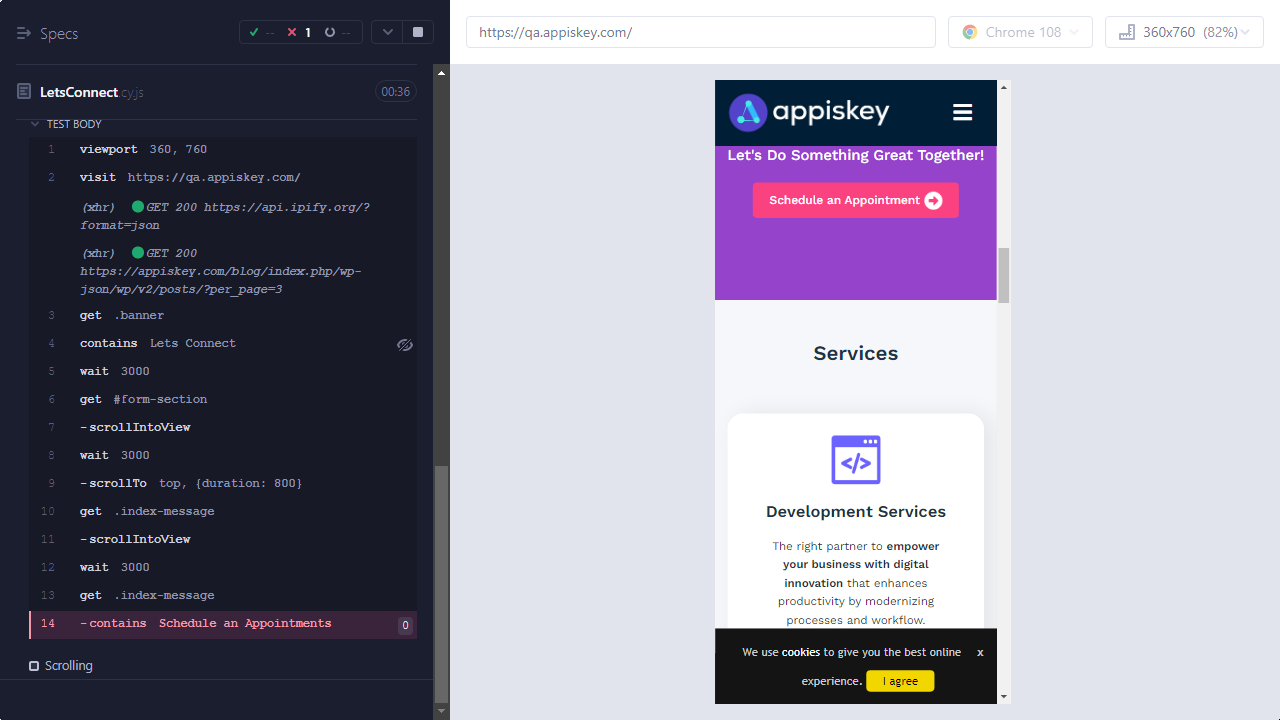 Specs
-- 1 --
https://qa.appiskey.com/
Chrome 108
360x760 (82%)
LetsConnect.cy.js
00:36
TEST BODY
1 viewport 360, 760
2 visit https://qa.appiskey.com/
(xhr) GET 200 https://api.ipify.org/?
format=json
(xhr) GET 200
https://appiskey.com/blog/index.php/wp-
json/wp/v2/posts/?per_page=3
3 get .banner
4 contains Lets Connect
5 wait 3000
6 get #form-section
7 -scrollIntoView
8 wait 3000
9 -scrollTo top, {duration: 800}
10 get .index-message
11 -scrollIntoView
12 wait 3000
13 get .index-message
14 -contains Schedule an Appointments 0
Scrolling
appiskey
Let's Do Something Great Together!
Schedule an Appointment
Services
Development Services
The right partner to empower
your business with digital
innovation that enhances
productivity by modernizing
processes and workflow.
We use cookies to give you the best online x
experience. I agree